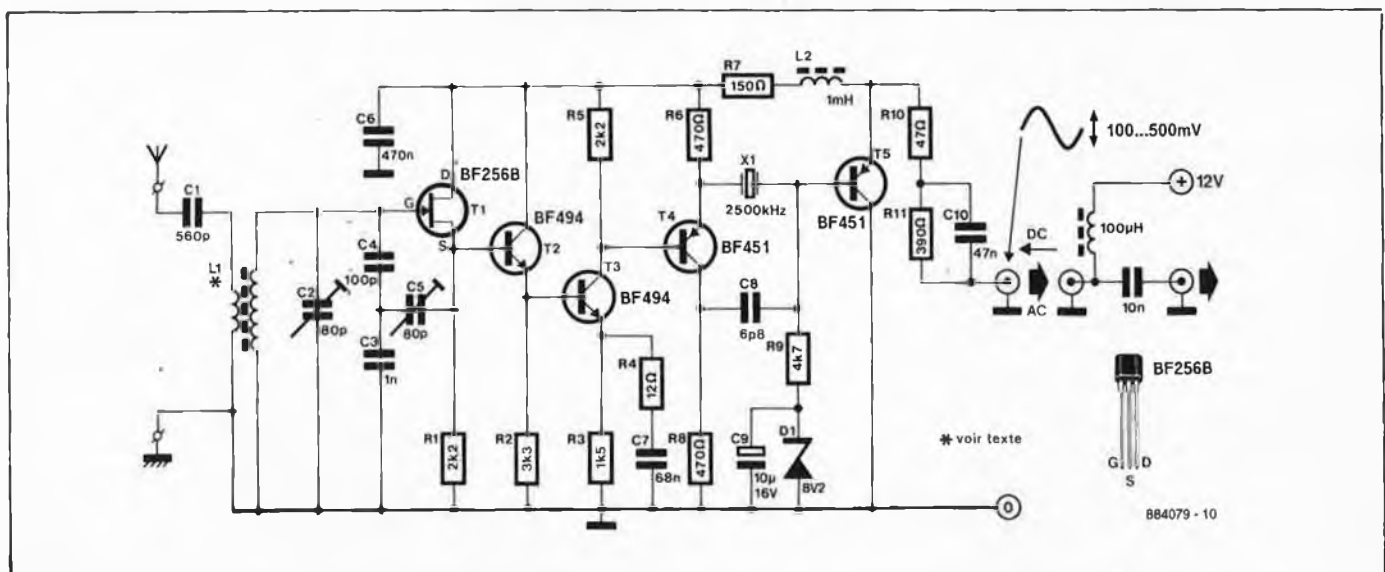 L2
R7
150Ω
1mH
C6
470n
R5
2k2
R6
470Ω
R10
47Ω
100...500mV
X1
2500kHz
T5
BF451
12V
D
BF256B
G
T1
S
C1
560p
BF494
T2
T4
BF451
R11
390Ω
C10
47n
DC
100µH
AC
10n
L1
*
C2
80p
C4
100p
C5
80p
C3
1n
T3
BF494
C8
6p8
R9
4k7
R4
12Ω
BF256B
R1
2k2
R2
3k3
R3
1k5
C7
68n
R8
470Ω
C9
10µ
16V
D1
8V2
* voir texte
G
S
D
0
884079 - 10